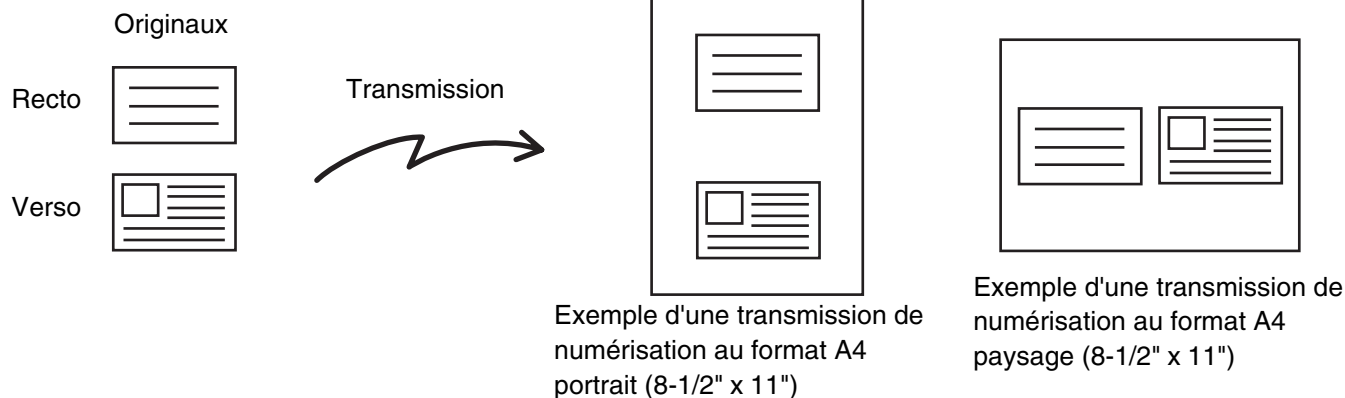 Originaux
Recto
Verso
Transmission
Exemple d'une transmission de
numérisation au format A4
portrait (8-1/2" x 11")
Exemple d'une transmission de
numérisation au format A4
paysage (8-1/2" x 11")